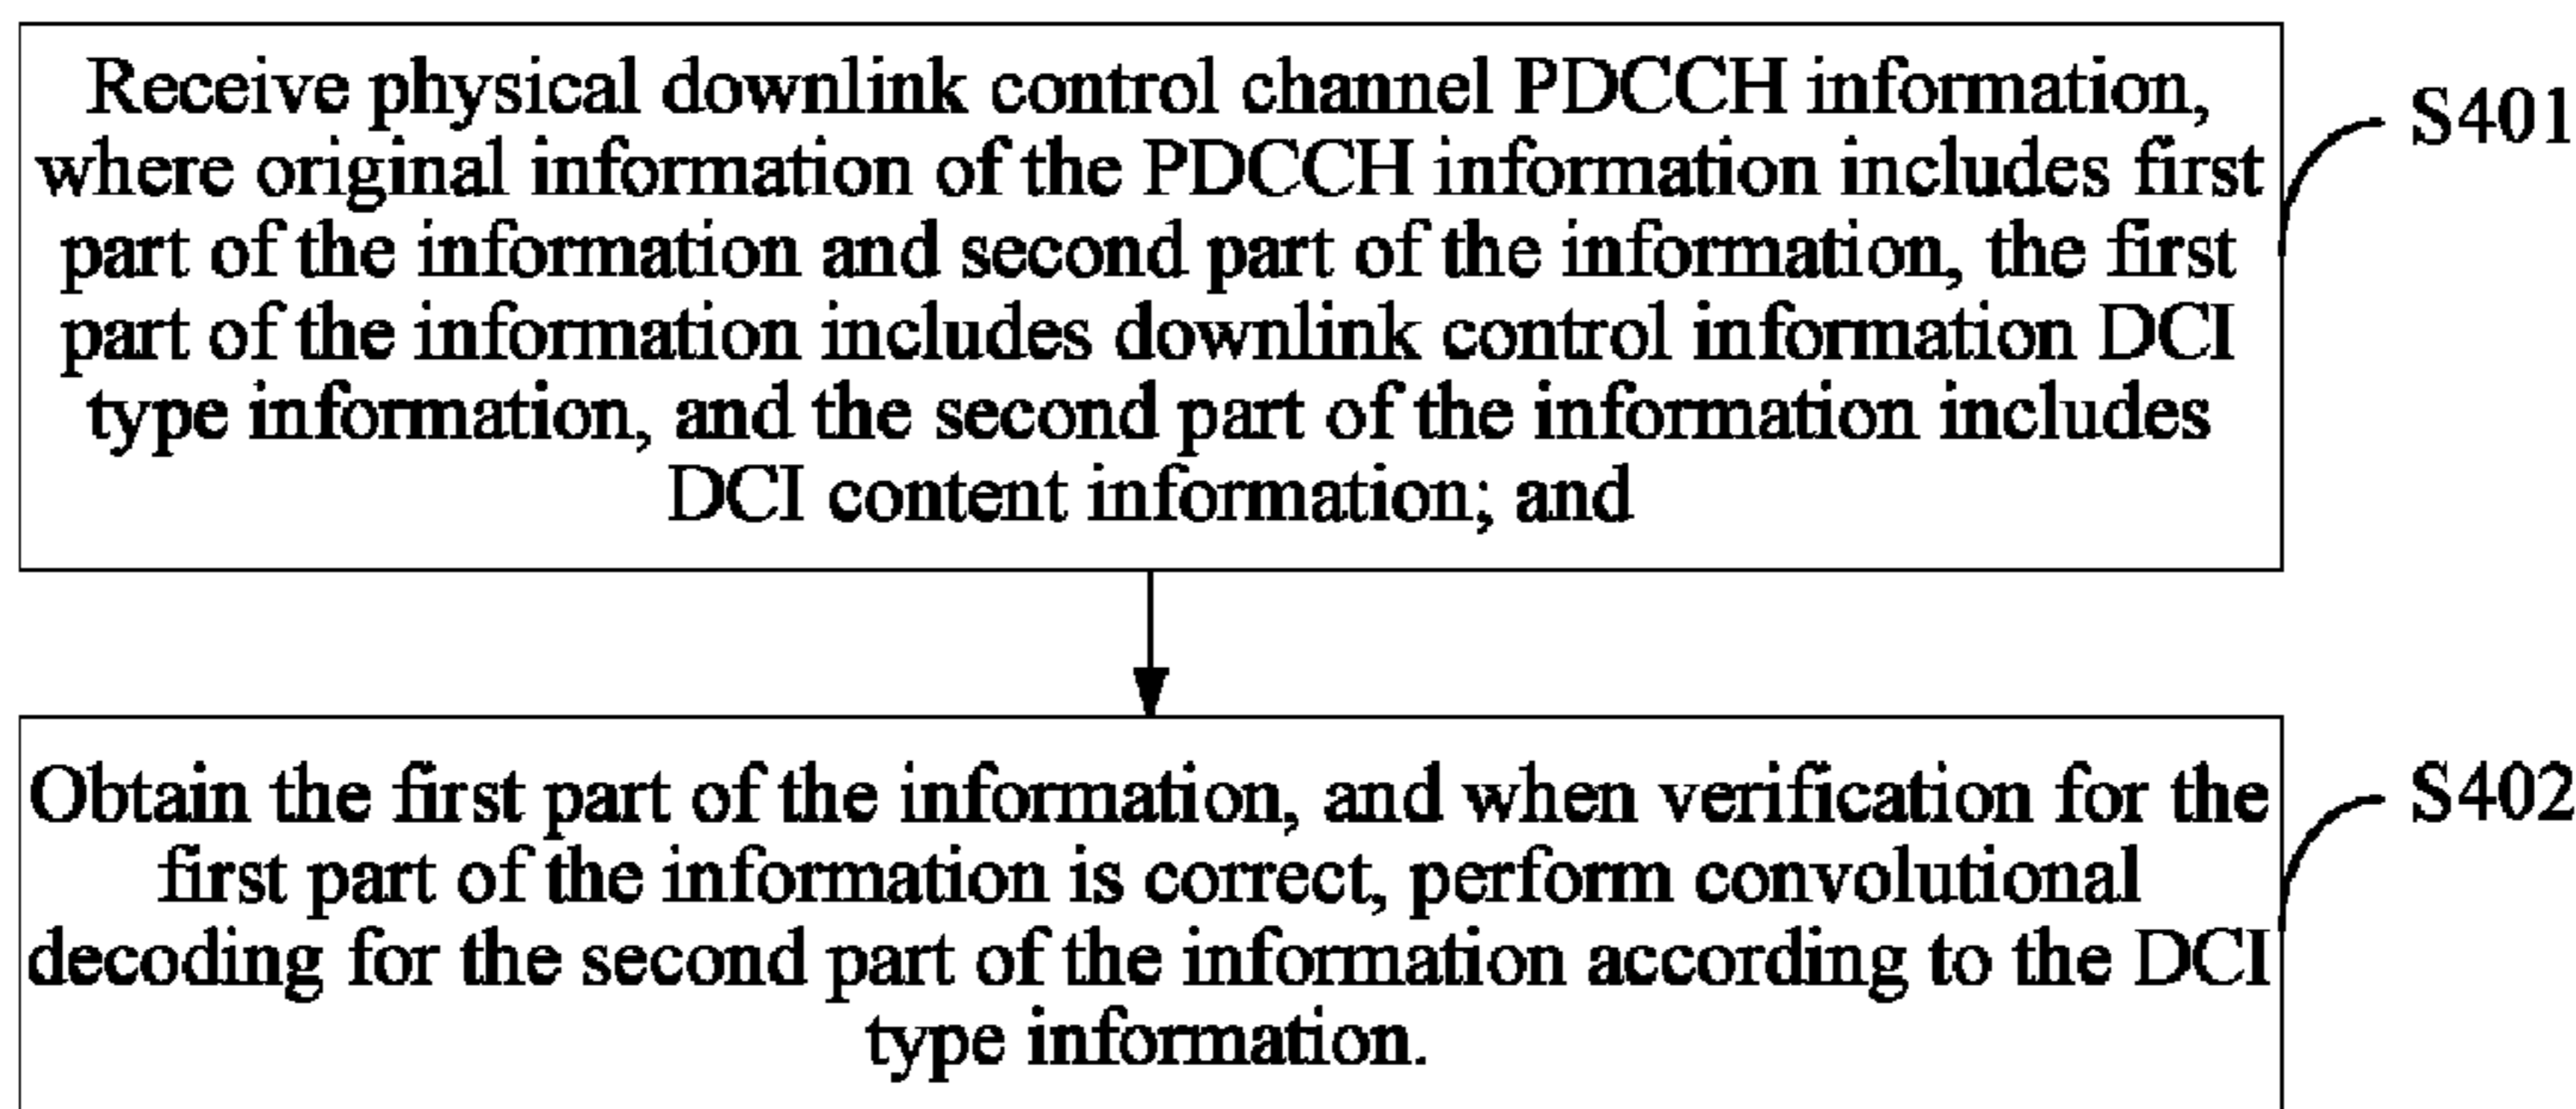 Receive physical downlink control channel PDCCH information,
where original information of the PDCCH information includes first
part of the information and second part of the information, the first
part of the information includes downlink control information DCI
type information, and the second part of the information includes
DCI content information; and
S401
Obtain the first part of the information, and when verification for the
first part of the information is correct, perform convolutional
decoding for the second part of the information according to the DCI
type information.
S402